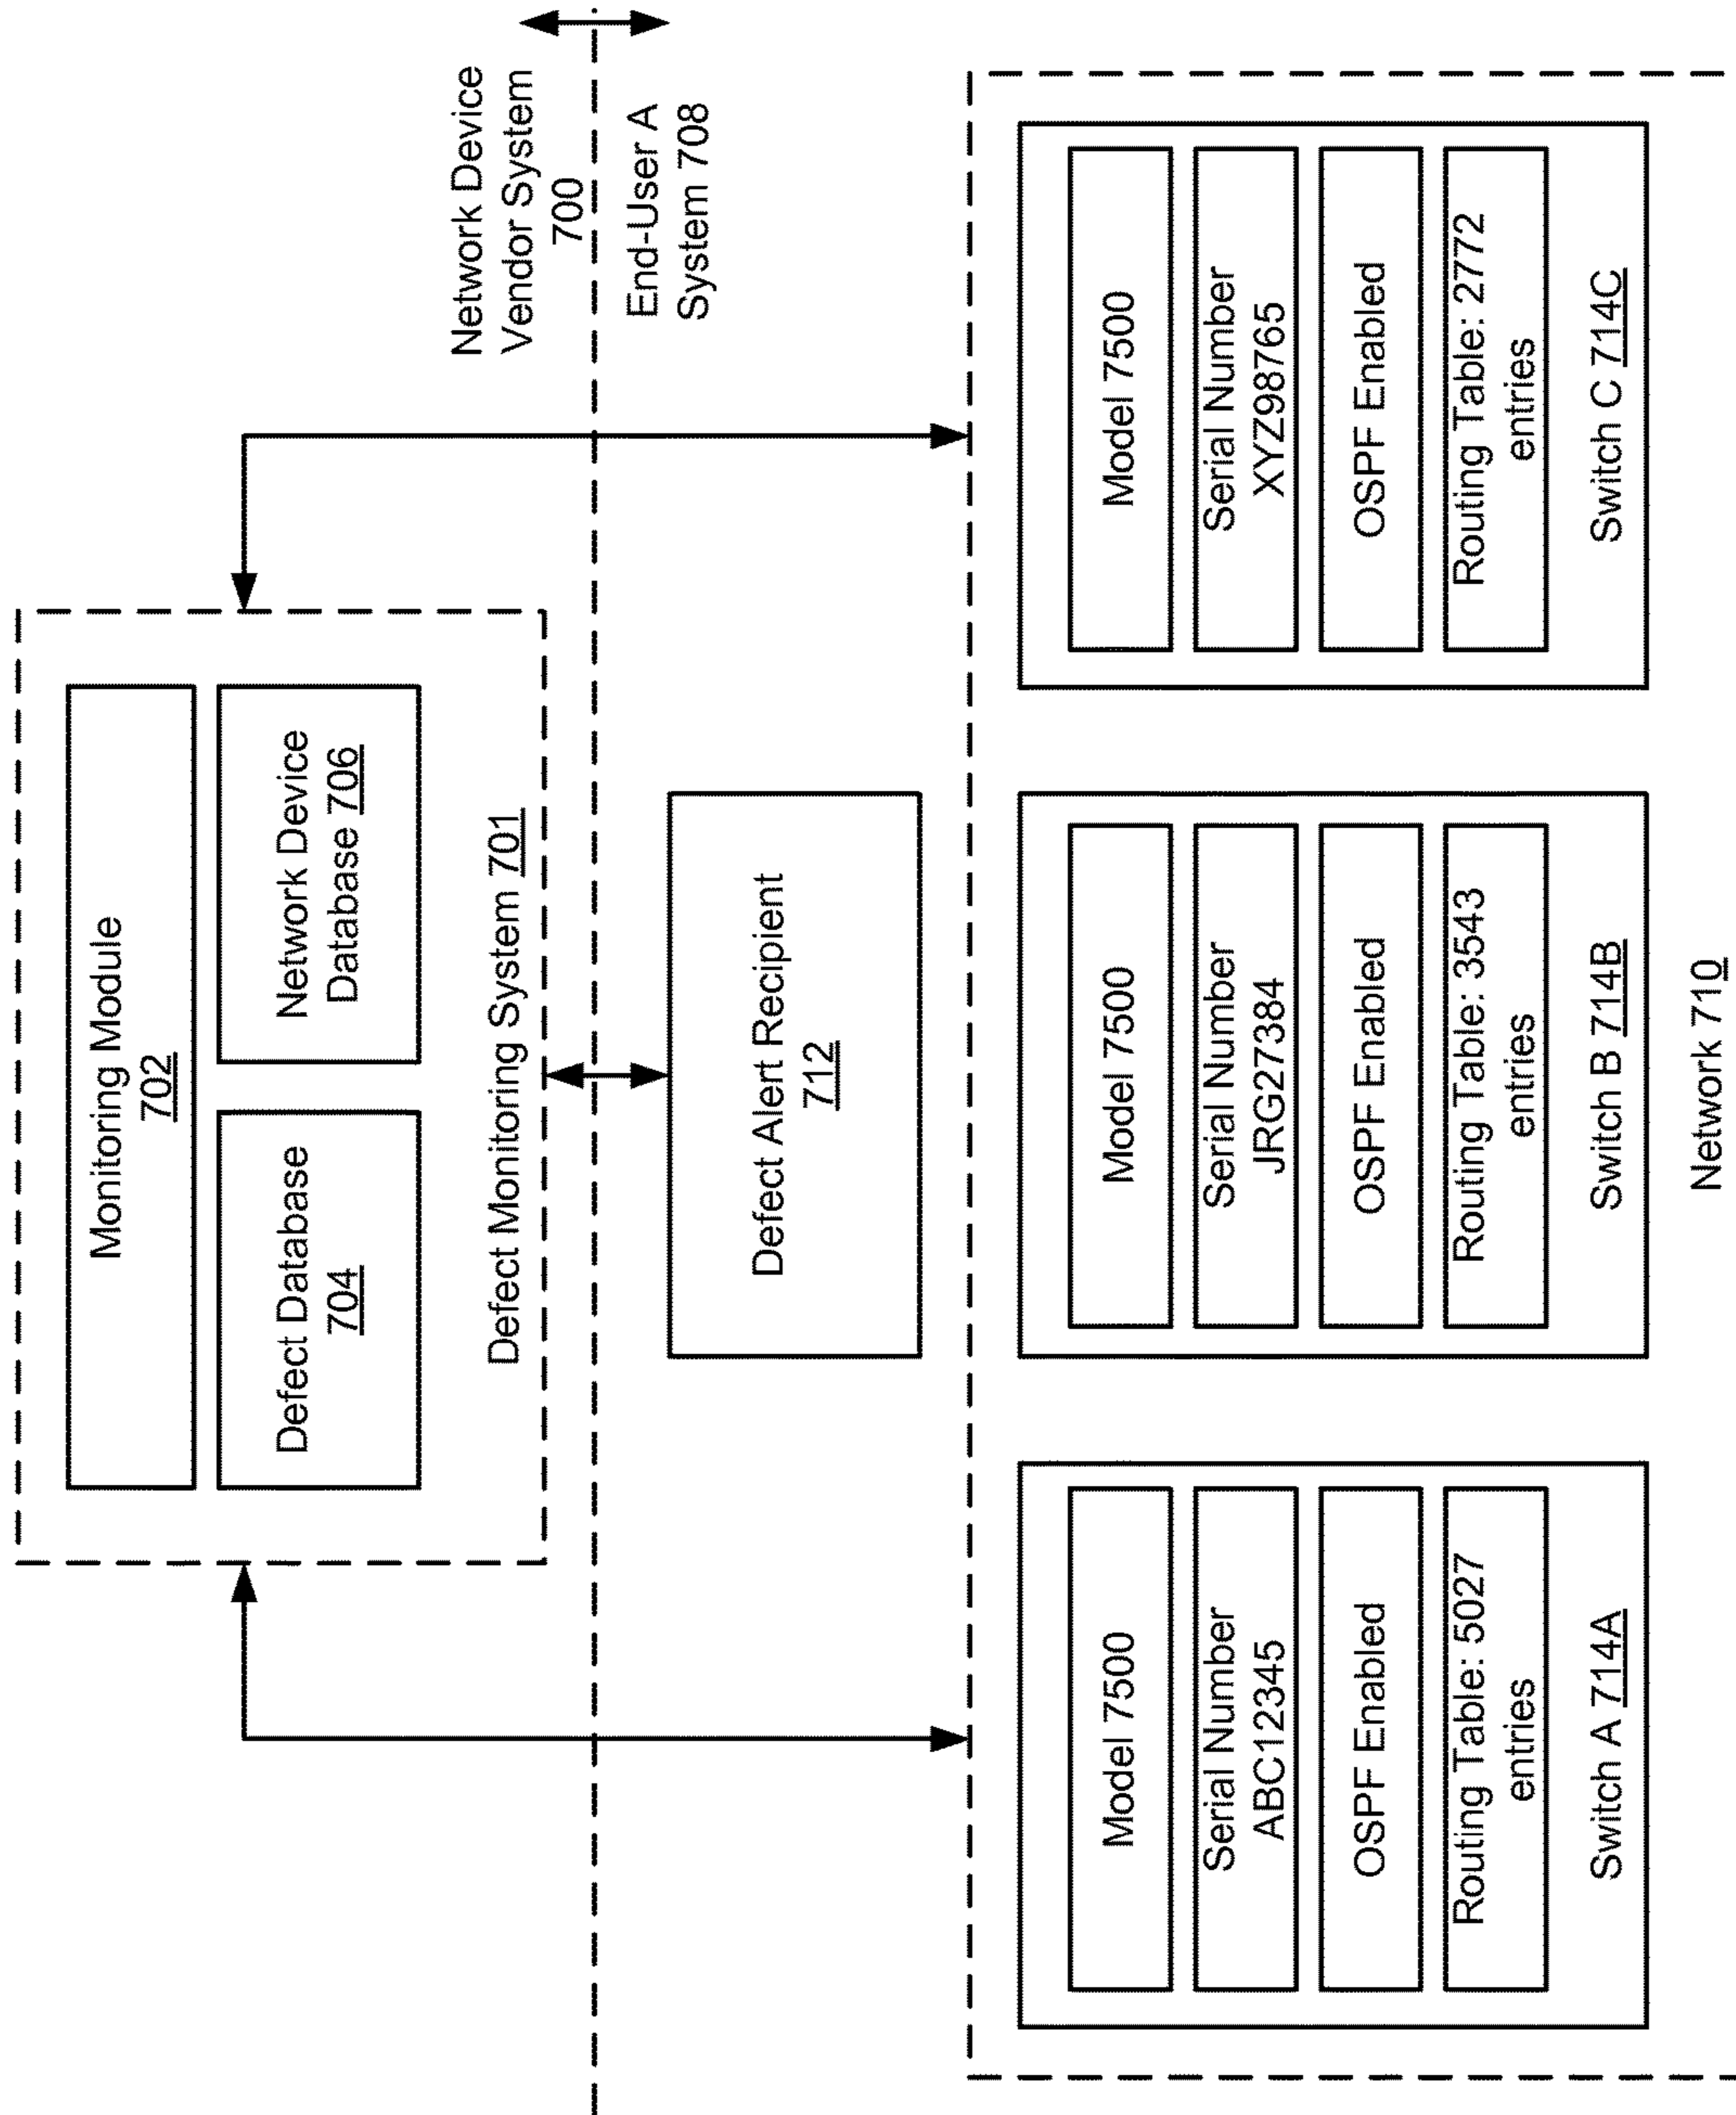 Network Device
Vendor System
700
End-User A
System 708
Monitoring Module
702
Defect Database
704
Network Device
Database 706
Defect Monitoring System 701
Defect Alert Recipient
712
Model 7500
Serial Number
ABC12345
OSPF Enabled
Routing Table: 5027
entries
Switch A 714A
Model 7500
Serial Number
JRG27384
OSPF Enabled
Routing Table: 3543
entries
Switch B 714B
Model 7500
Serial Number
XYZ98765
OSPF Enabled
Routing Table: 2772
entries
Switch C 714C
Network 710